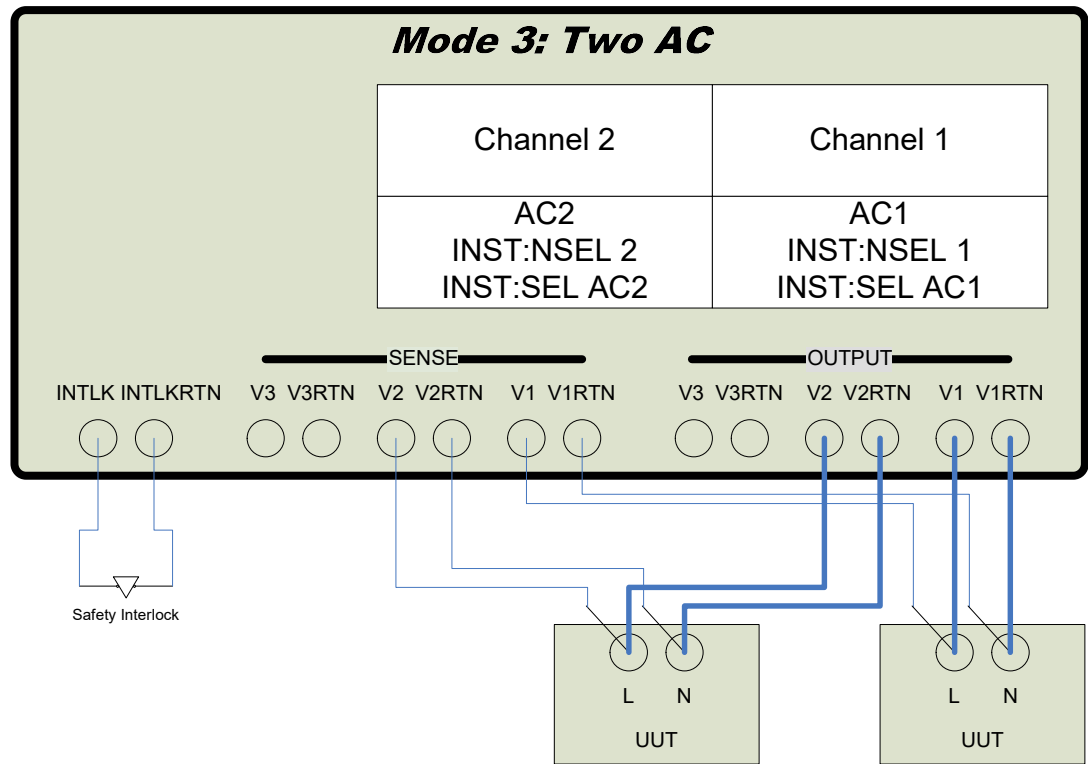 Mode 3: Two AC
Channel 2
Channel 1
AC2
INST:NSEL 2
INST:SEL AC2
AC1
INST:NSEL 1
INST:SEL AC1
SENSE
OUTPUT
INTLK INTLKRTN V3 V3RTN V2 V2RTN V1 V1RTN V3 V3RTN V2 V2RTN V1 V1RTN
Safety Interlock
L N
UUT
L N
UUT